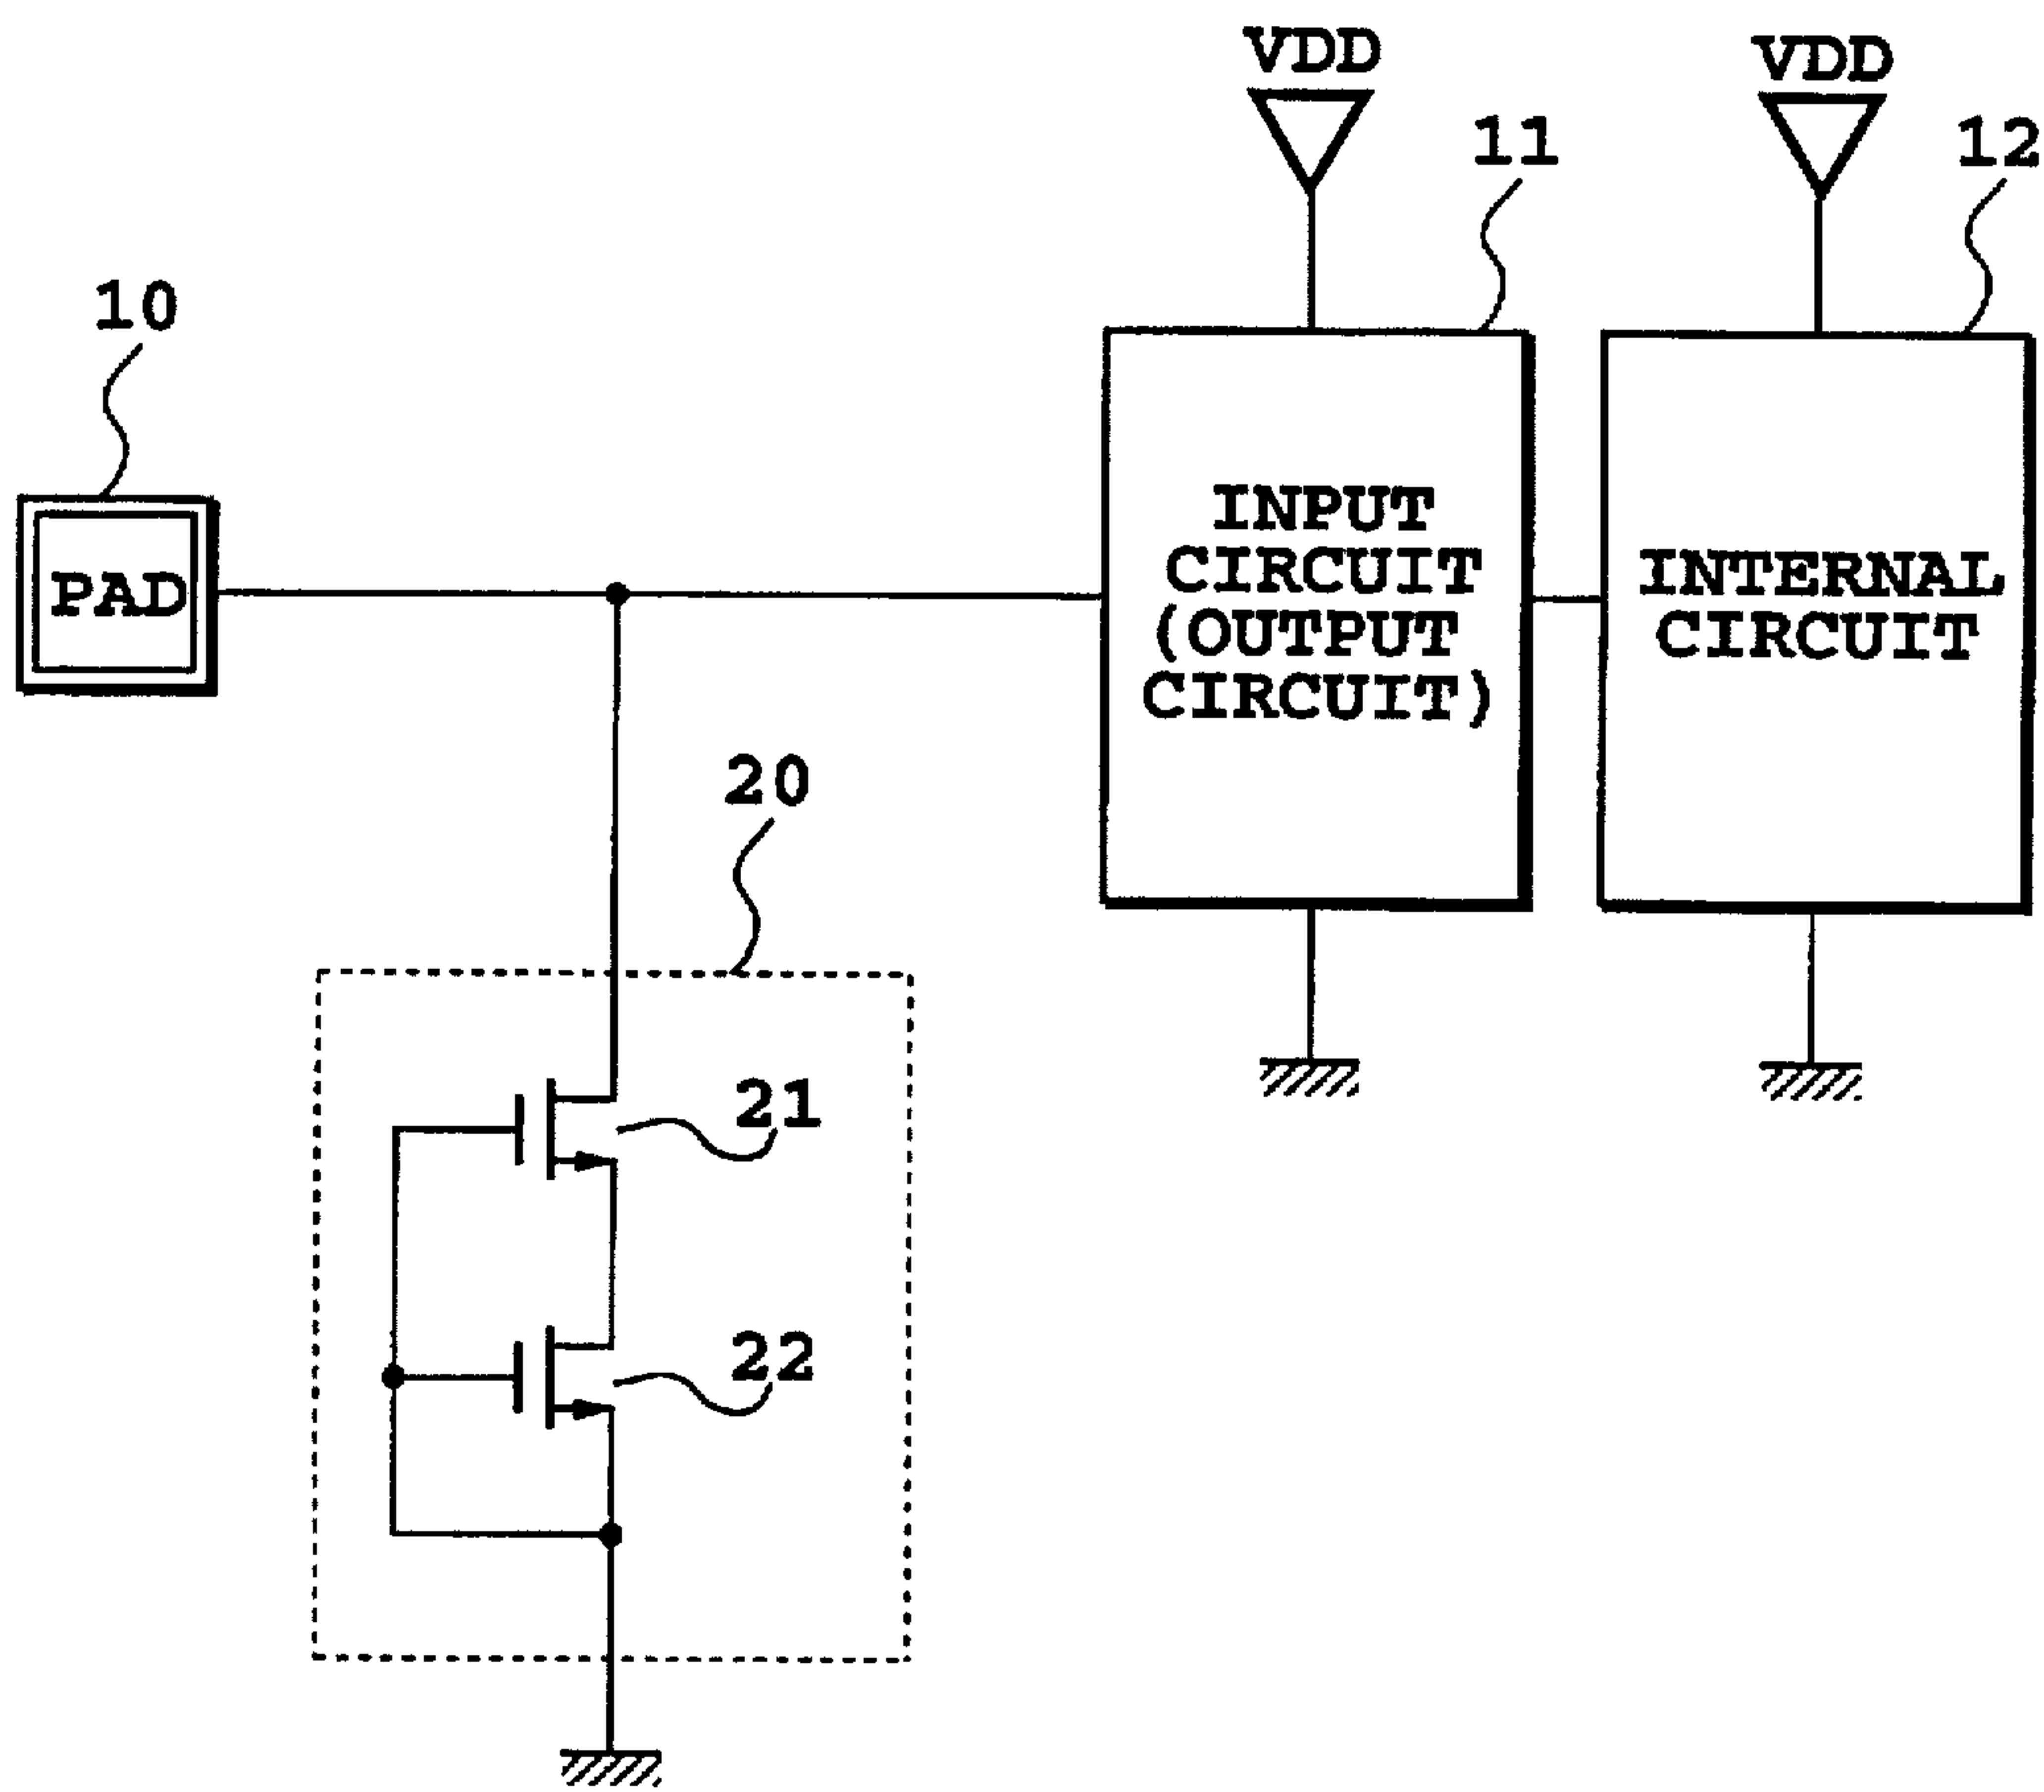 VDD
VDD
11
12
10
PAD
INPUT
CIRCUIT
(OUTPUT
CIRCUIT)
INTERNAL
CIRCUIT
20
21
22